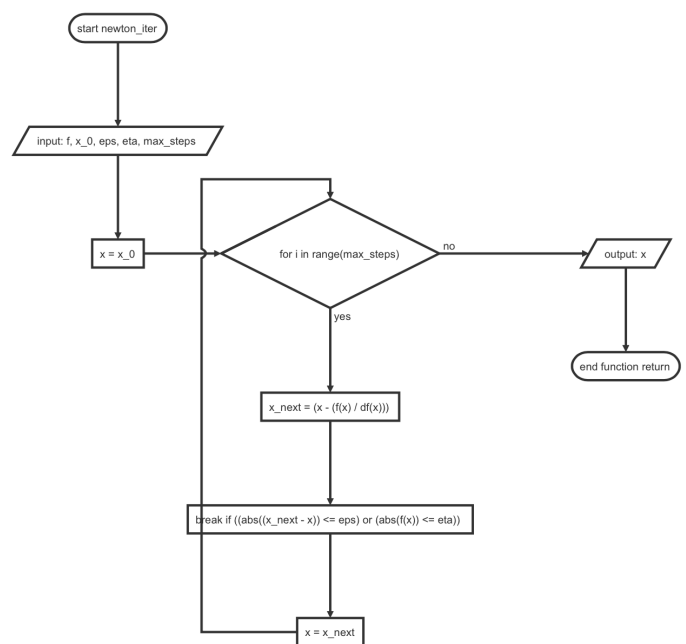 start newton_iter
input: f, x_0, eps, eta, max_steps
x = x_0
for i in range(max_steps)
no
output: x
yes
end function return
x_next = (x - (f(x) / df(x)))
break if ((abs((x_next - x)) <= eps) or (abs(f(x)) <= eta))
x = x_next